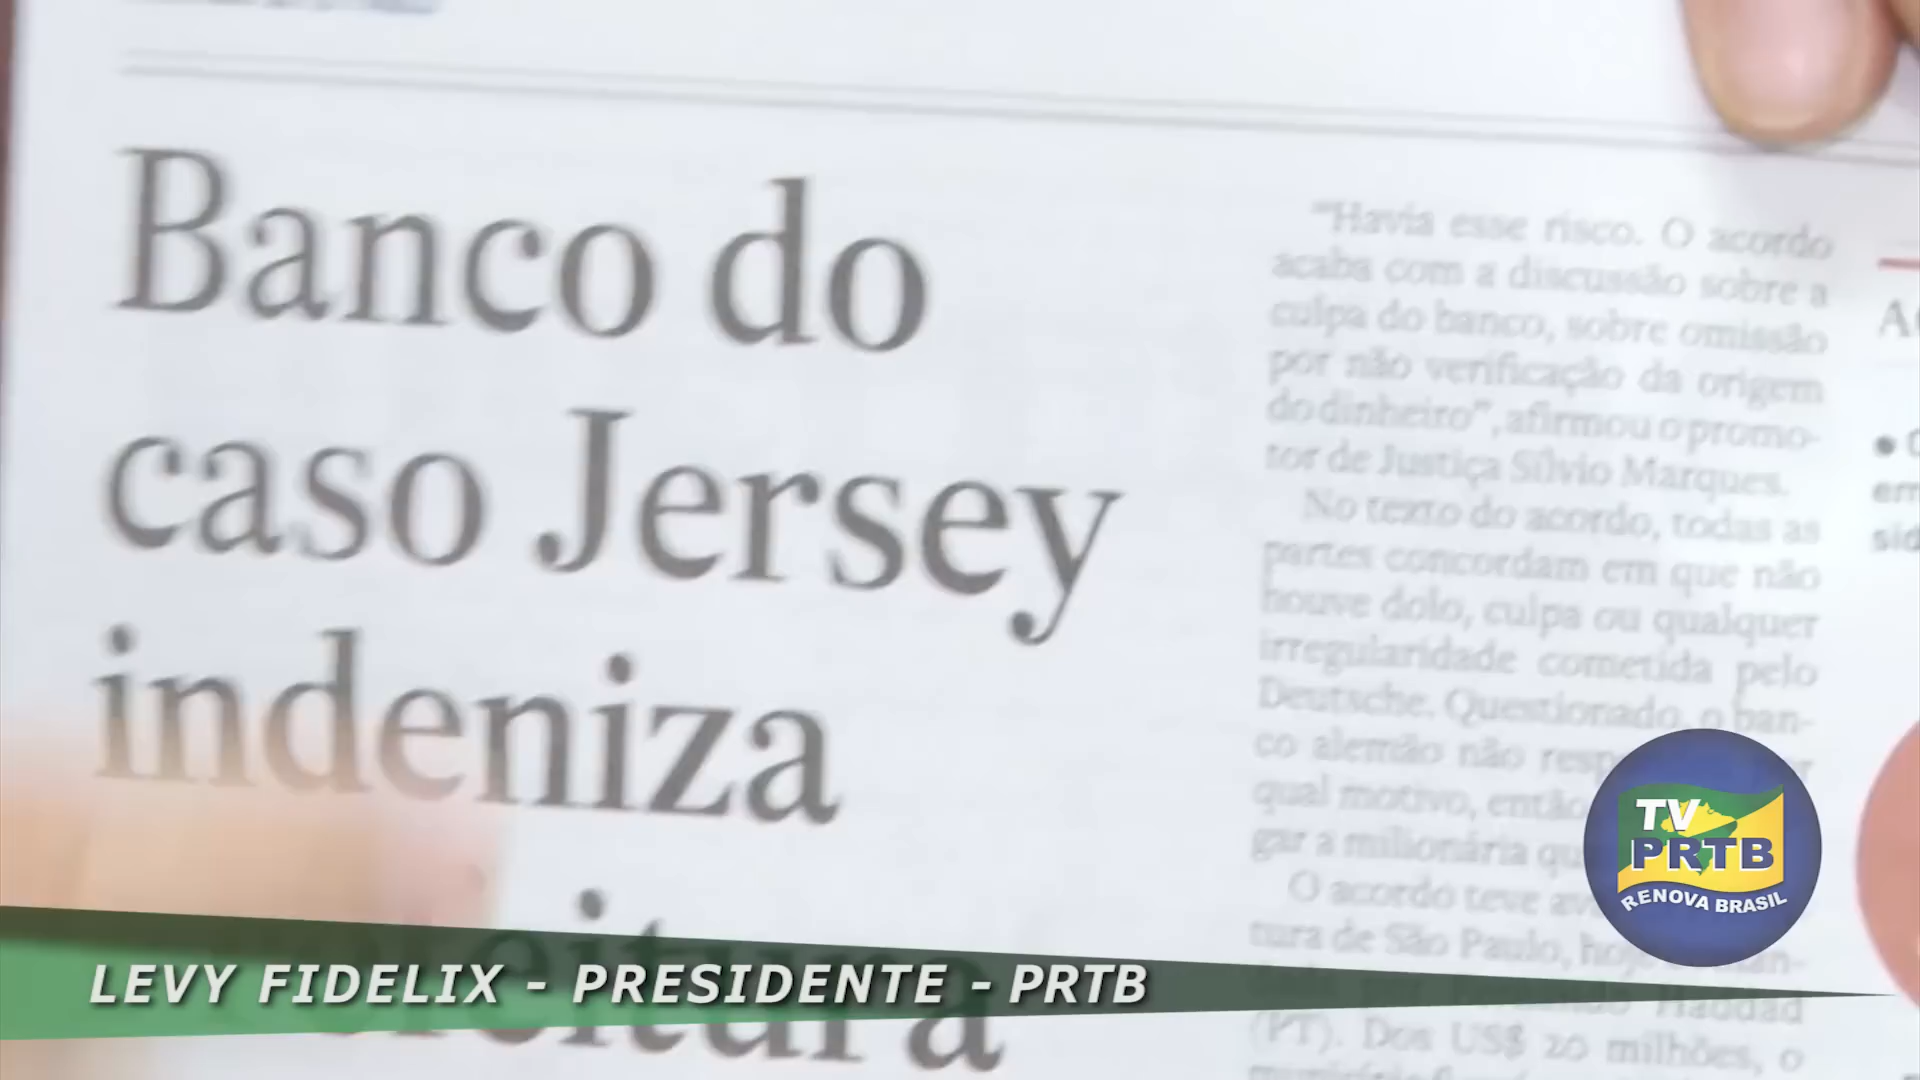 Banco do
caso Jersey
indeniza
"Havia esse risco. O acordo
acaba com a discussão sobre a
culpa do banco, sobre omissão
por não verificação da origem
do dinheiro", afirmou o promo-
tor de Justiça Sílvio Marques.
No texto do acordo, todas as
partes concordam em que não
houve dolo, culpa ou qualquer
irregularidade cometida pelo
Deutsche. Questionado, o ban-
co alemão não
qual motivo, então
gar a milionária
O acordo teve
tura de São Paulo,
Haddad
(PT). Dos US$ 20 milhões, o
TV
PRTB
RENOVA BRASIL
LEVY FIDELIX - PRESIDENTE - PRTB